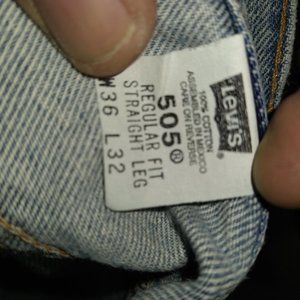 Levi's
100% COTTON
ASSEMBLED IN MEXICO
CARE ON REVERSE
505®
REGULAR FIT
STRAIGHT LEG
W36 L32